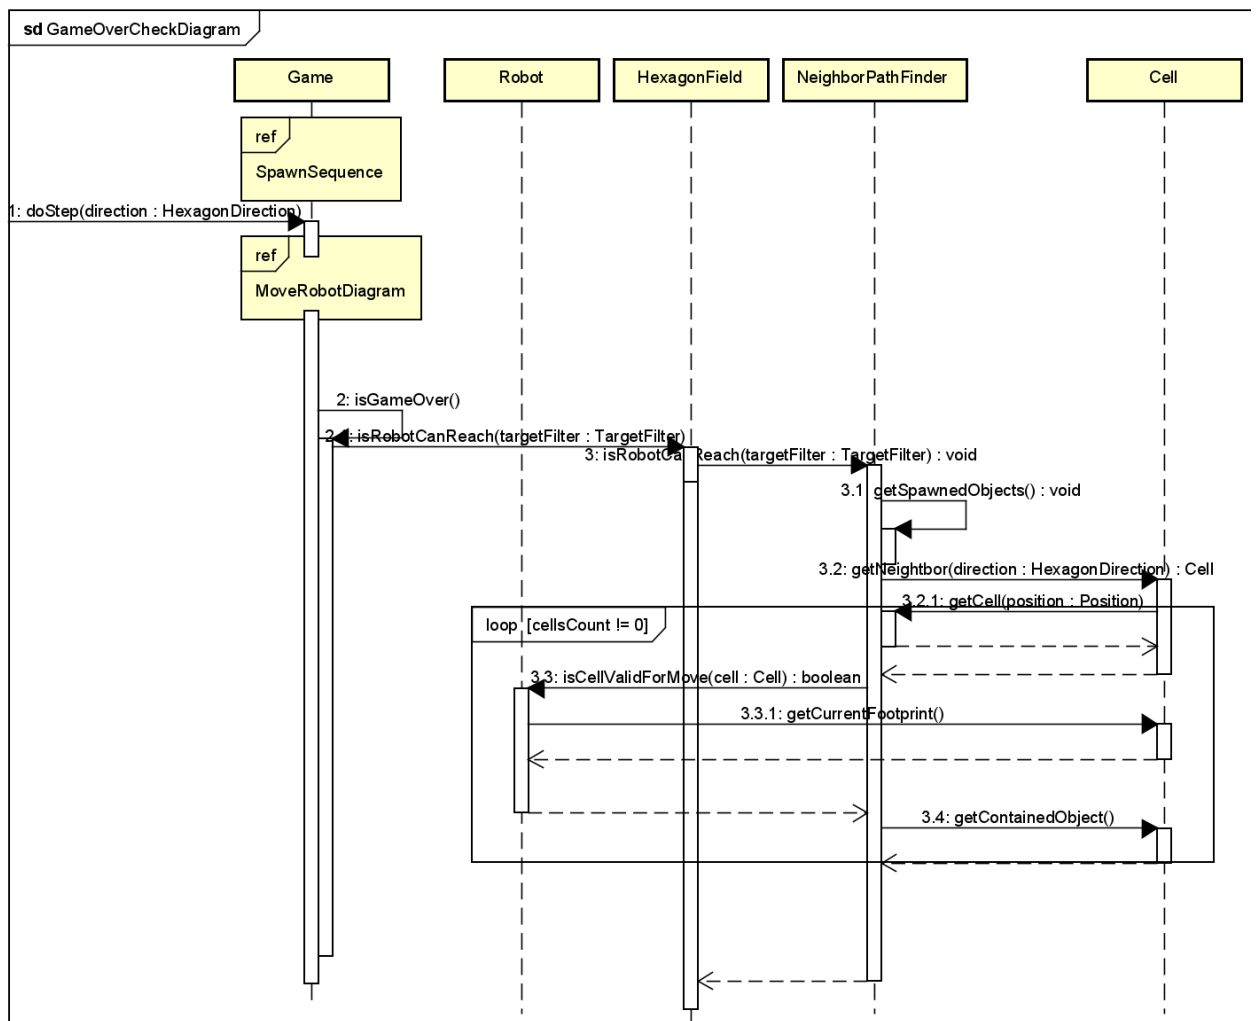 sd GameOverCheckDiagram
Game
Robot
HexagonField
NeighborPathFinder
Cell
ref
SpawnSequence
1: doStep(direction : HexagonDirection)
ref
MoveRobotDiagram
2: isGameOver()
2.1: isRobotCanReach(targetFilter : TargetFilter)
3: isRobotCanReach(targetFilter : TargetFilter) : void
3.1: getSpawnedObjects() : void
3.2: getNeightbor(direction : HexagonDirection) : Cell
3.2.1: getCell(position : Position)
loop [cellsCount != 0]
3.3: isCellValidForMove(cell : Cell) : boolean
3.3.1: getCurrentFootprint()
3.4: getContainedObject()